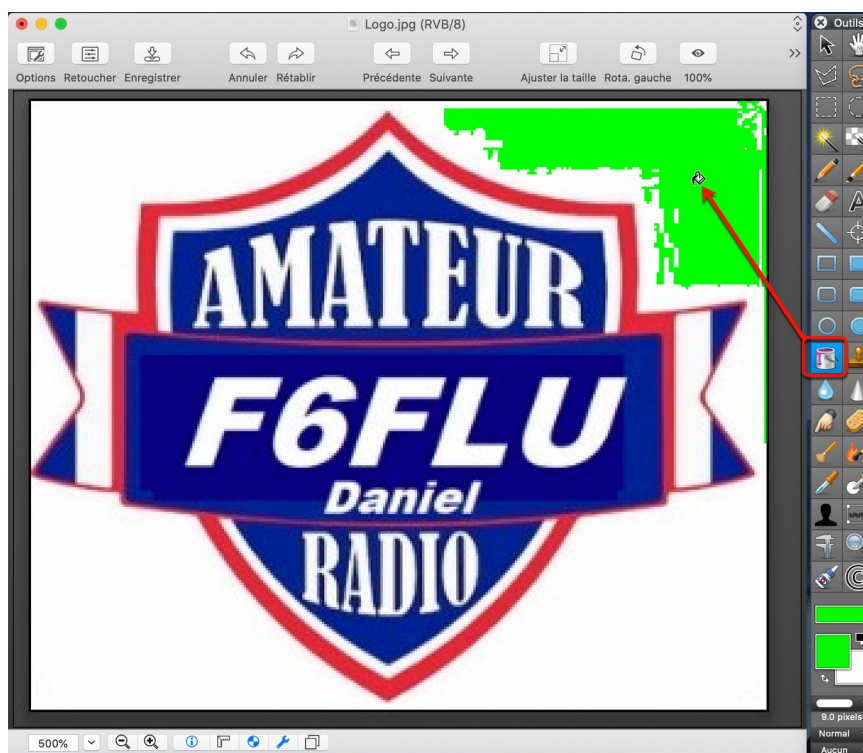 Logo.jpg (RVB/8)
Outils
Options Retoucher Enregistrer Annuler Rétablir Précédente Suivante Ajuster la taille Rota. gauche 100%
AMATEUR
F6FLU
Daniel
RADIO
9.0 pixels
500%
Normal
Aucun